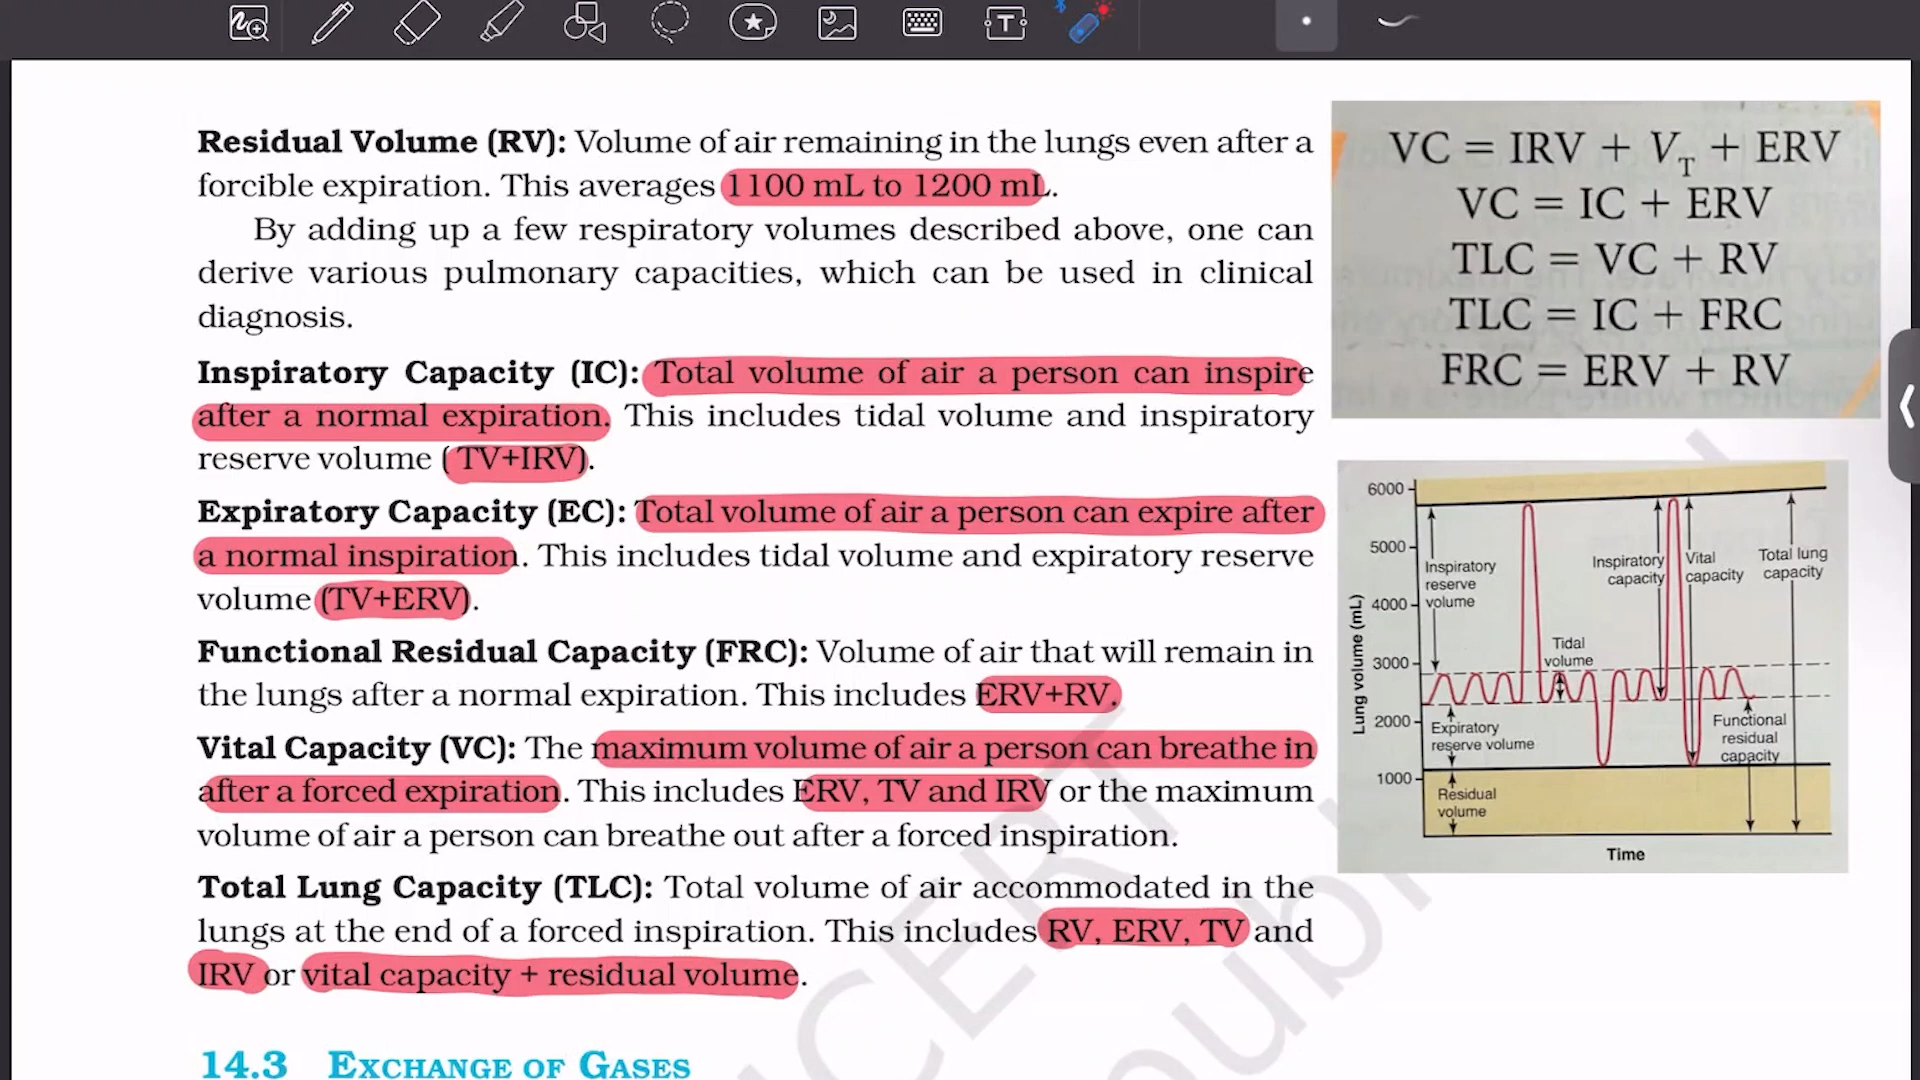 Residual Volume (RV): Volume of air remaining in the lungs even after a
forcible expiration. This averages 1100 mL to 1200 mL.
By adding up a few respiratory volumes described above, one can
derive various pulmonary capacities, which can be used in clinical
diagnosis.
Inspiratory Capacity (IC): Total volume of air a person can inspire
after a normal expiration. This includes tidal volume and inspiratory
reserve volume ( TV+IRV).
Expiratory Capacity (EC): Total volume of air a person can expire after
a normal inspiration. This includes tidal volume and expiratory reserve
volume (TV+ERV).
Functional Residual Capacity (FRC): Volume of air that will remain in
the lungs after a normal expiration. This includes ERV+RV.
Vital Capacity (VC): The maximum volume of air a person can breathe in
after a forced expiration. This includes ERV, TV and IRV or the maximum
volume of air a person can breathe out after a forced inspiration.
Total Lung Capacity (TLC): Total volume of air accommodated in the
lungs at the end of a forced inspiration. This includes RV, ERV, TV and
IRV or vital capacity + residual volume.
14.3 EXCHANGE OF GASES
VC = IRV + VT + ERV
VC = IC + ERV
TLC = VC + RV
TLC = IC + FRC
FRC = ERV + RV
6000
5000
4000
3000
2000
1000
Lung volume (mL)
Inspiratory
reserve
volume
Tidal
volume
Inspiratory
capacity
Vital
capacity
Total lung
capacity
Expiratory
reserve volume
Functional
residual
capacity
Residual
volume
Time